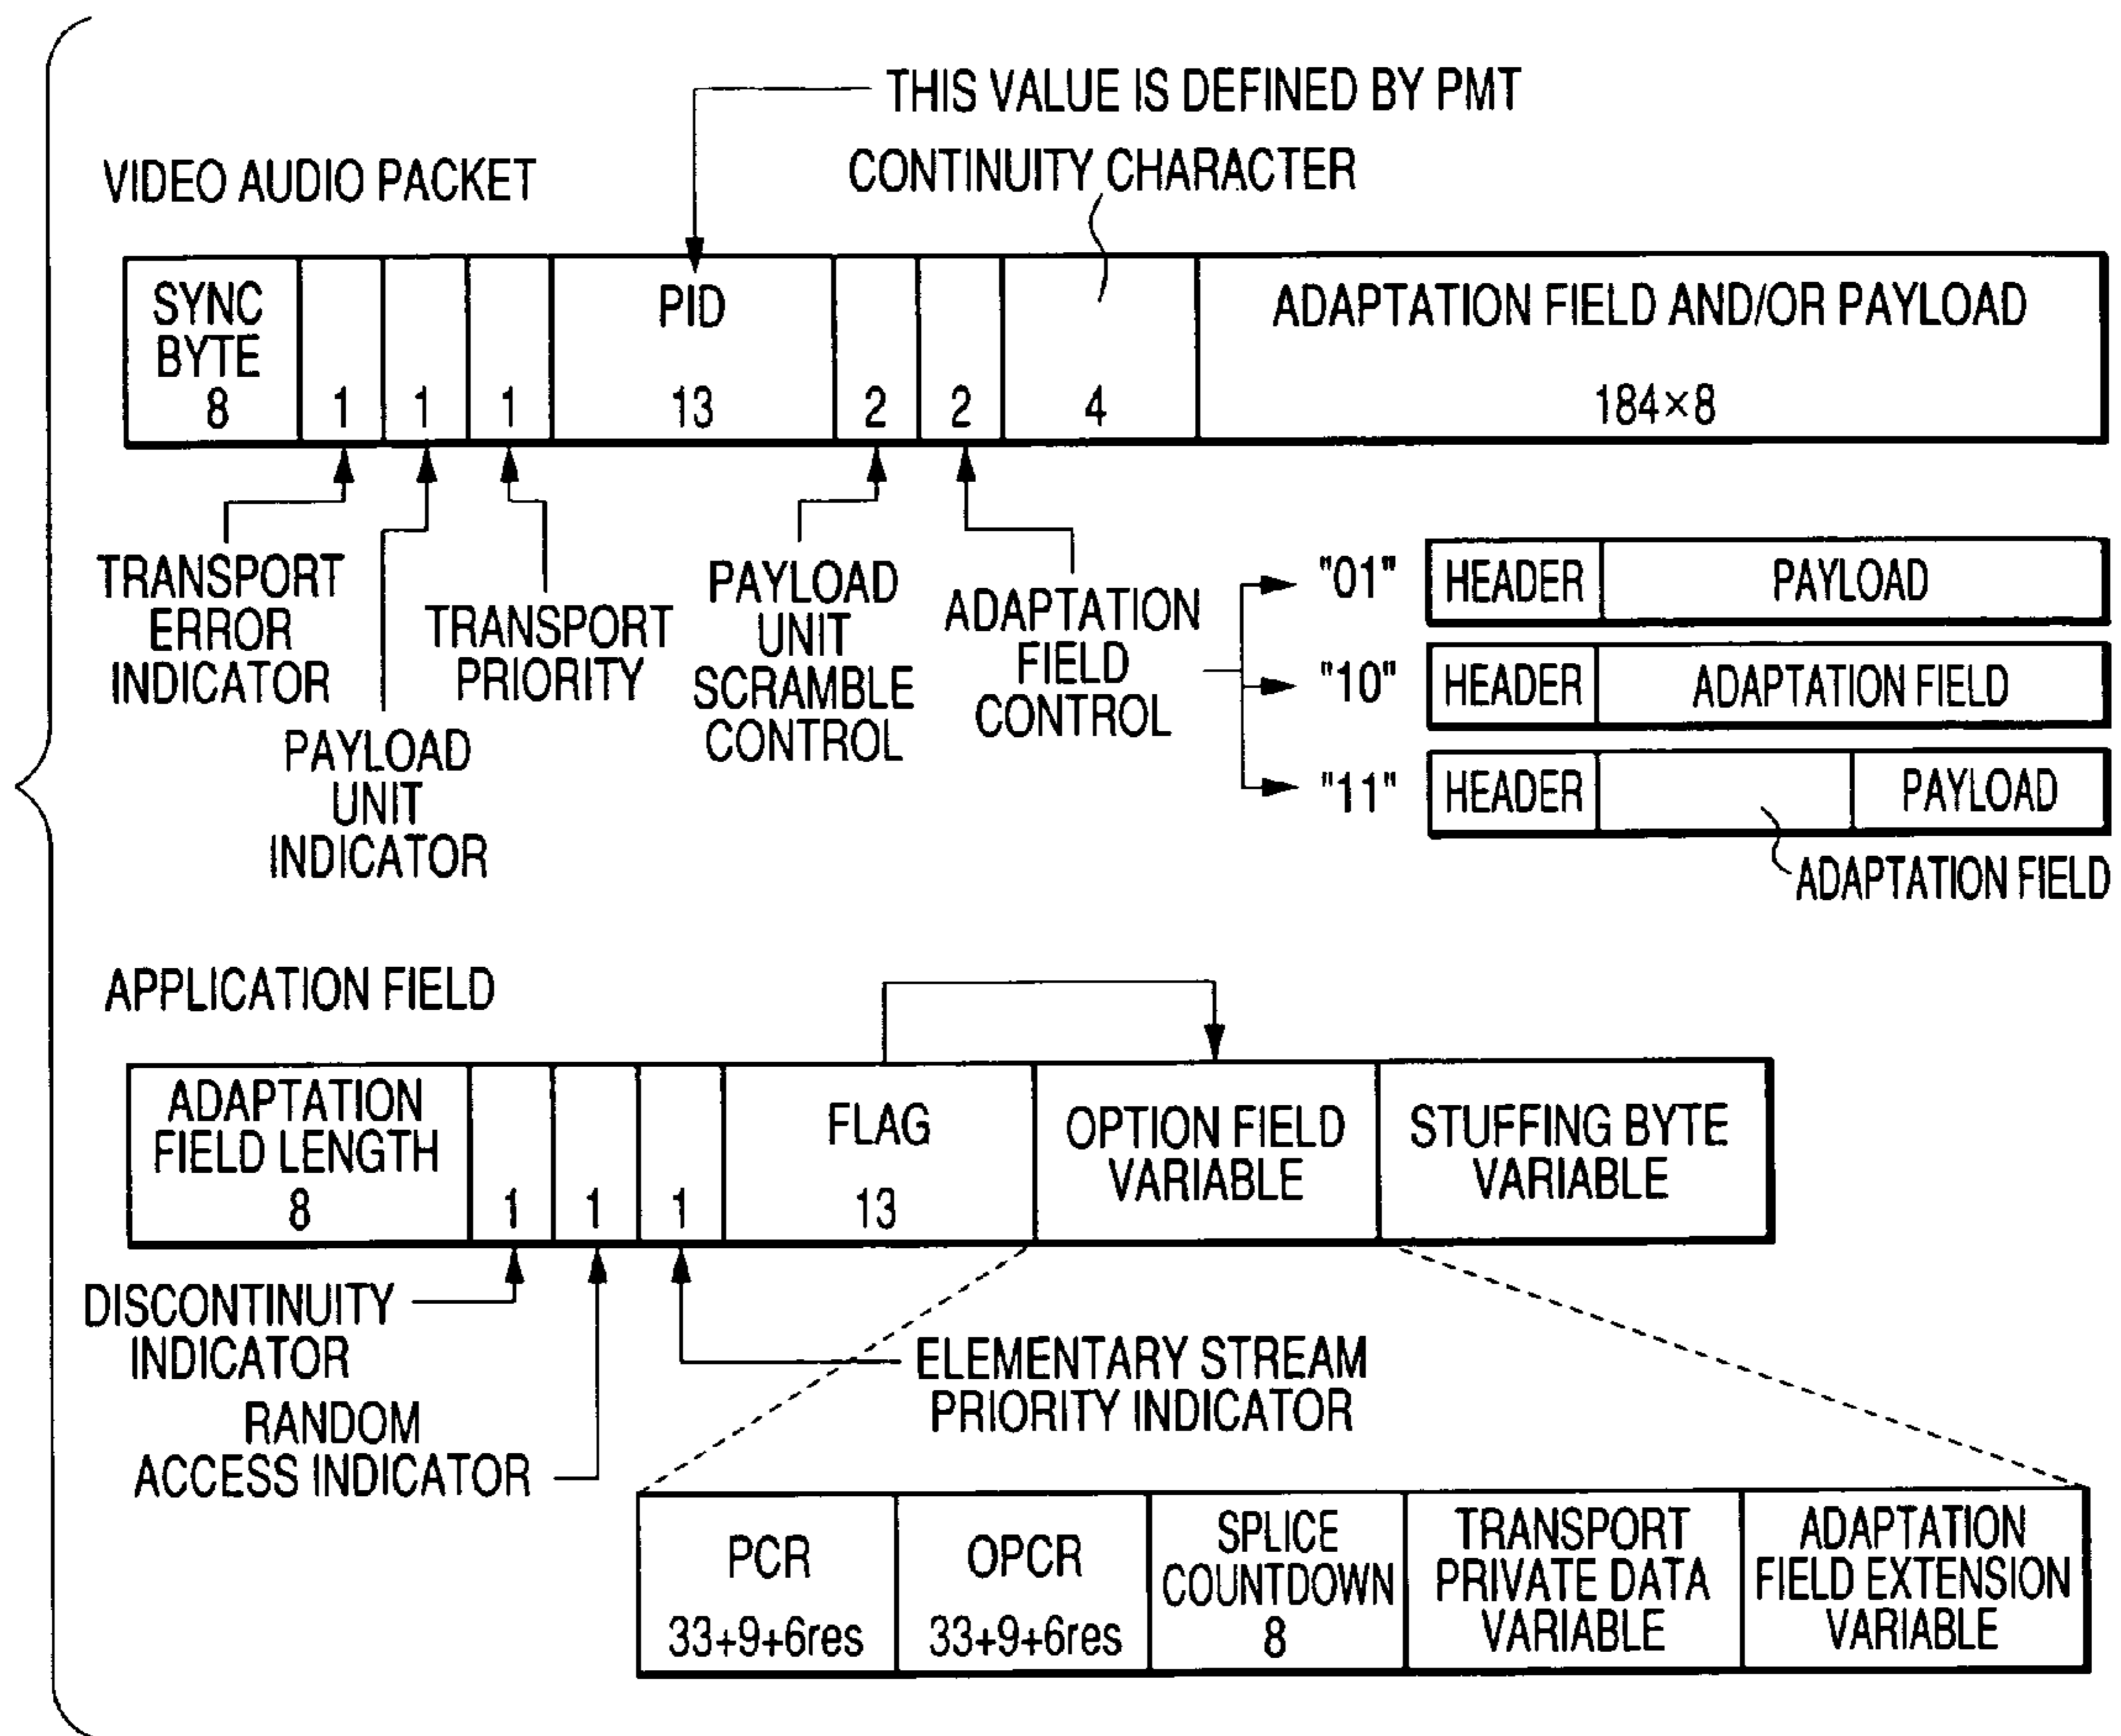 THIS VALUE IS DEFINED BY PMT
VIDEO AUDIO PACKET
CONTINUITY CHARACTER
SYNC
BYTE
8
1
1
1
PID
13
2
2
4
ADAPTATION FIELD AND/OR PAYLOAD
184×8
TRANSPORT
ERROR
INDICATOR
PAYLOAD
UNIT
INDICATOR
TRANSPORT
PRIORITY
PAYLOAD
UNIT
SCRAMBLE
CONTROL
ADAPTATION
FIELD
CONTROL
"01"
HEADER
PAYLOAD
"10"
HEADER
ADAPTATION FIELD
"11"
HEADER
PAYLOAD
ADAPTATION FIELD
APPLICATION FIELD
ADAPTATION
FIELD LENGTH
8
1
1
1
FLAG
13
OPTION FIELD
VARIABLE
STUFFING BYTE
VARIABLE
DISCONTINUITY
INDICATOR
RANDOM
ACCESS INDICATOR
ELEMENTARY STREAM
PRIORITY INDICATOR
PCR
33+9+6res
OPCR
33+9+6res
SPLICE
COUNTDOWN
8
TRANSPORT
PRIVATE DATA
VARIABLE
ADAPTATION
FIELD EXTENSION
VARIABLE